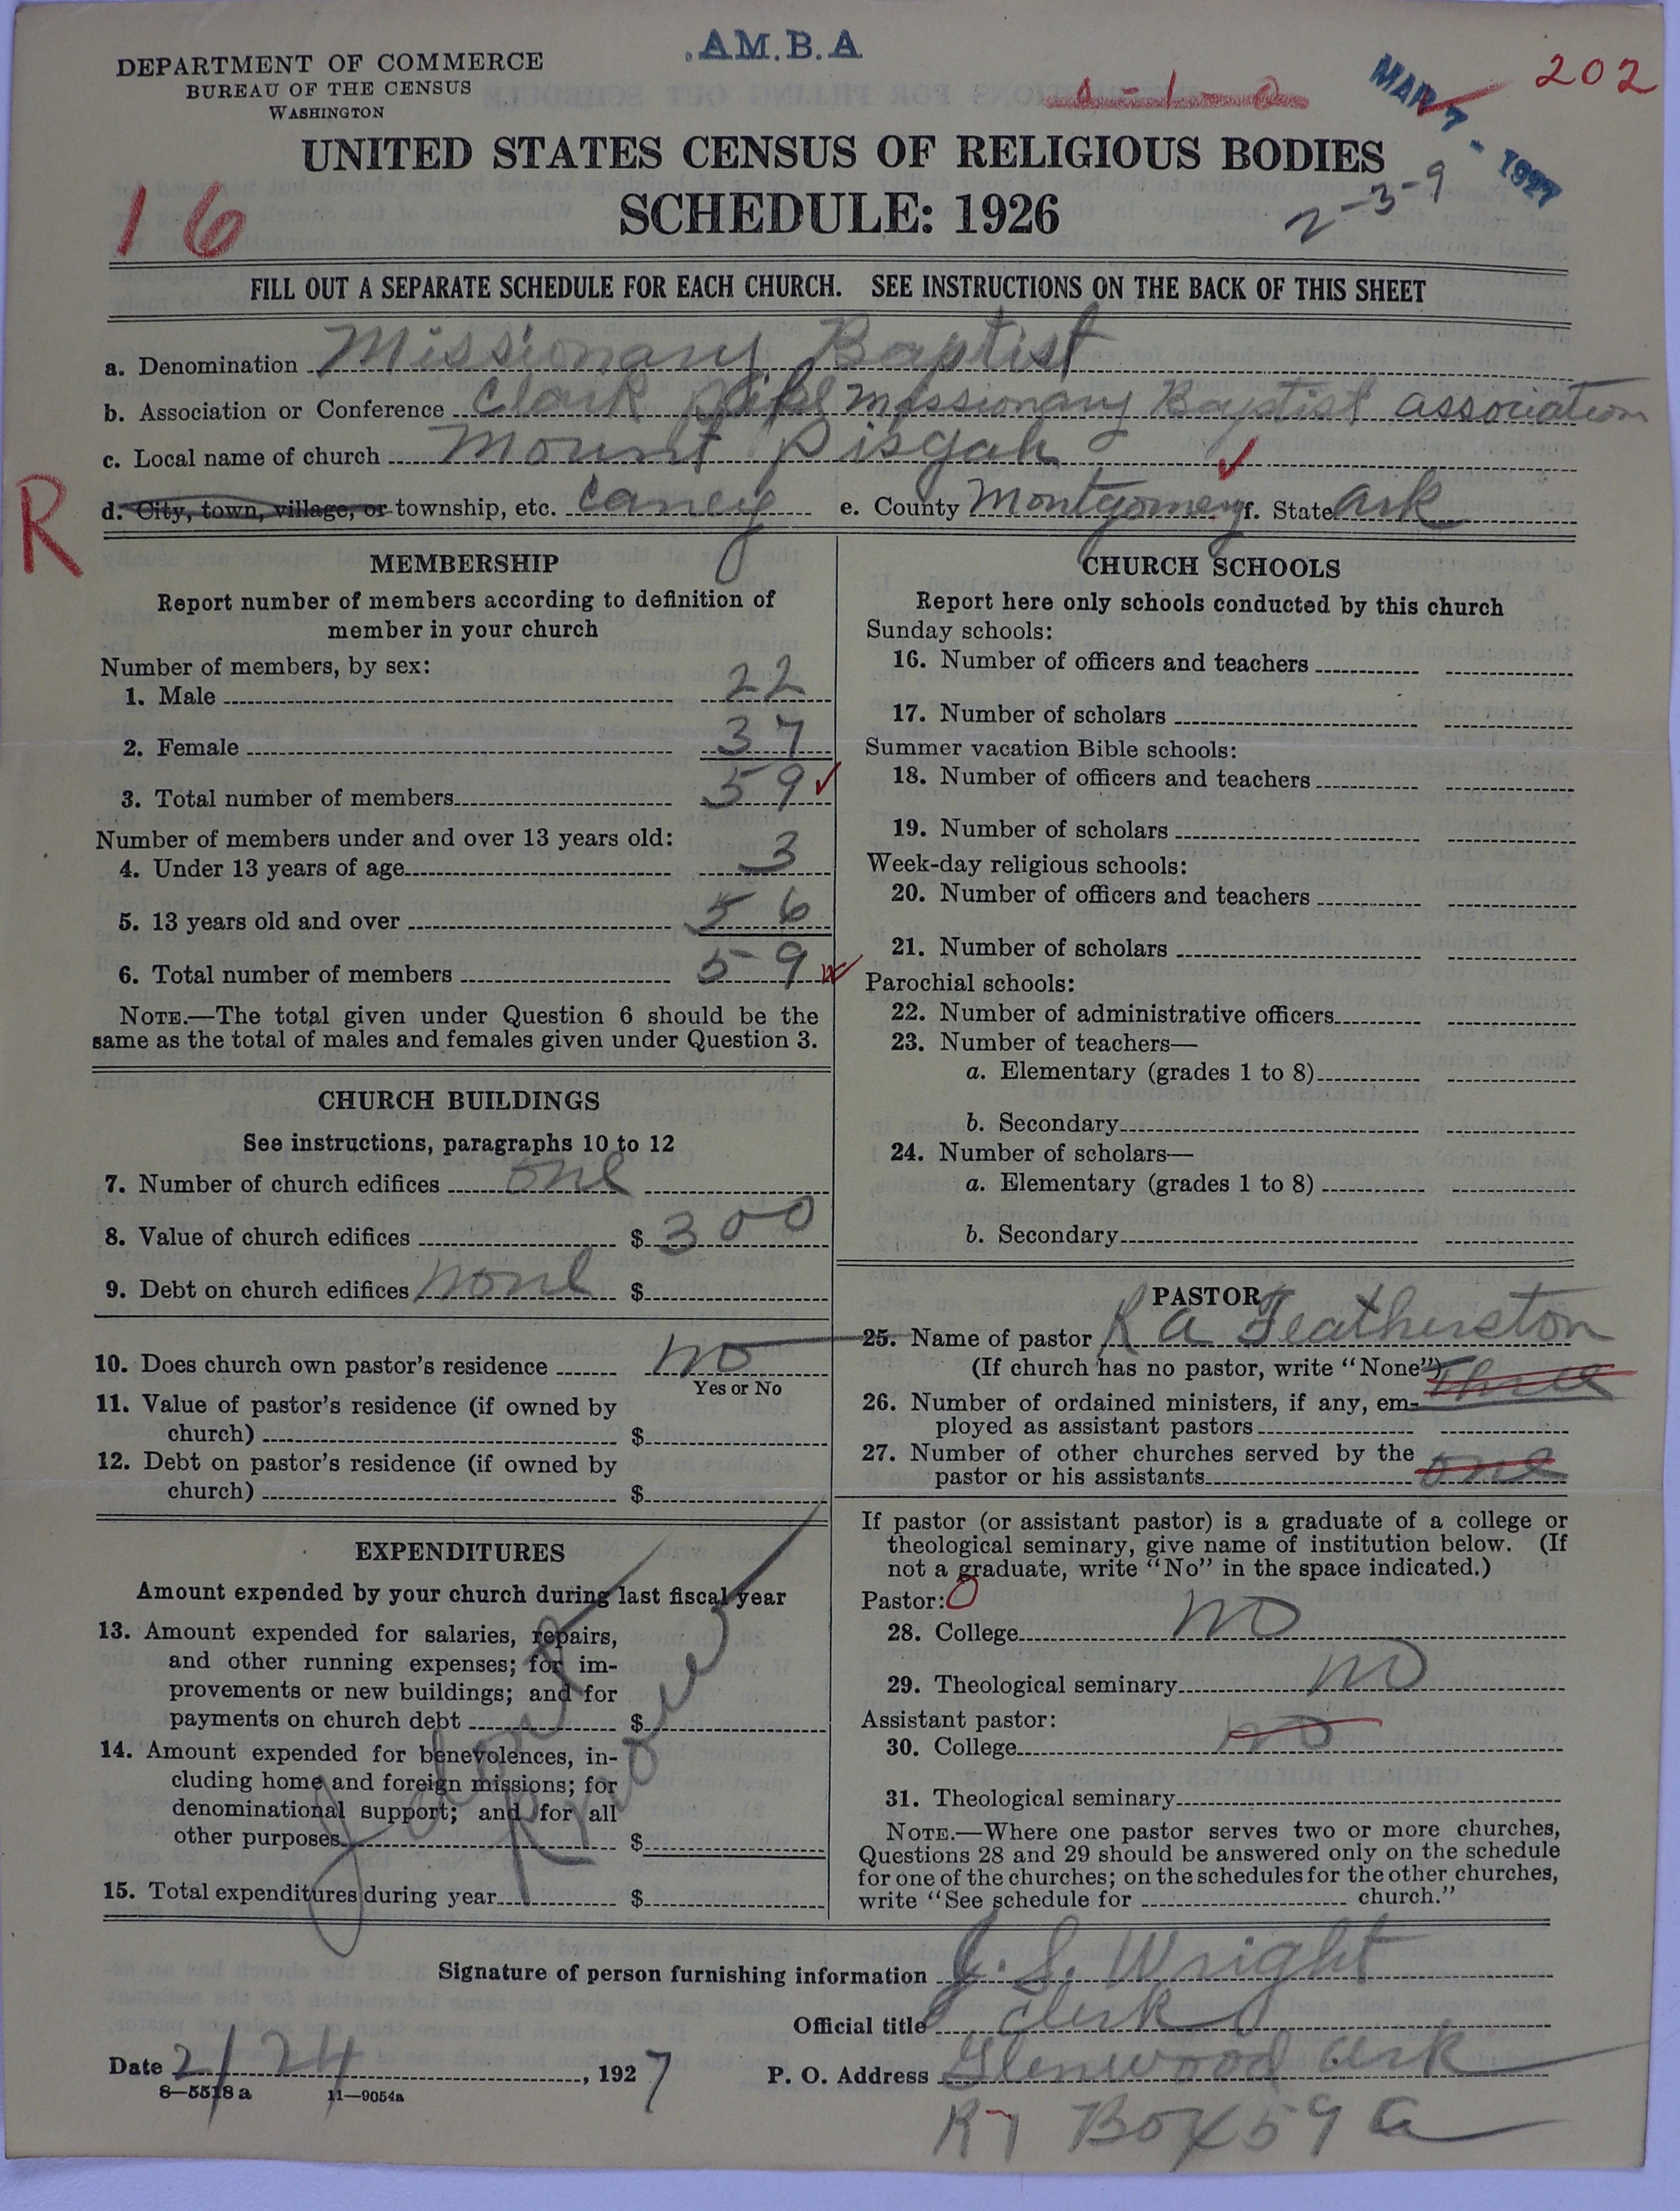 A.M.B.A
DEPARTMENT OF COMMERCE
BUREAU OF THE CENSUS
WASHINGTON
0-1-0
MAR 7 - 1927
202
UNITED STATES CENSUS OF RELIGIOUS BODIES
SCHEDULE: 1926
16
2-3-9
FILL OUT A SEPARATE SCHEDULE FOR EACH CHURCH. SEE INSTRUCTIONS ON THE BACK OF THIS SHEET
a. Denomination Missionary Baptist
b. Association or Conference Clark Missionary Baptist association
c. Local name of church Mount Pisgah
R
d. City, town, village, or township, etc. Caney e. County Montgomery f. State Ark
MEMBERSHIP
Report number of members according to definition of
member in your church
Number of members, by sex:
1. Male 22
2. Female 37
3. Total number of members 59
Number of members under and over 13 years old:
4. Under 13 years of age 3
5. 13 years old and over 56
6. Total number of members 59
NOTE.—The total given under Question 6 should be the
same as the total of males and females given under Question 3.
CHURCH BUILDINGS
See instructions, paragraphs 10 to 12
7. Number of church edifices one
8. Value of church edifices $ 300
9. Debt on church edifices none $
10. Does church own pastor's residence no
Yes or No
11. Value of pastor's residence (if owned by
church) $
12. Debt on pastor's residence (if owned by
church) $
EXPENDITURES
Amount expended by your church during last fiscal year
13. Amount expended for salaries, repairs,
and other running expenses; for im-
provements or new buildings; and for
payments on church debt $
14. Amount expended for benevolences, in-
cluding home and foreign missions; for
denominational support; and for all
other purposes $
15. Total expenditures during year $
I dont
know
CHURCH SCHOOLS
Report here only schools conducted by this church
Sunday schools:
16. Number of officers and teachers
17. Number of scholars
Summer vacation Bible schools:
18. Number of officers and teachers
19. Number of scholars
Week-day religious schools:
20. Number of officers and teachers
21. Number of scholars
Parochial schools:
22. Number of administrative officers
23. Number of teachers—
a. Elementary (grades 1 to 8)
b. Secondary
24. Number of scholars—
a. Elementary (grades 1 to 8)
b. Secondary
PASTOR
25. Name of pastor R a Featherston
(If church has no pastor, write "None")
three
26. Number of ordained ministers, if any, em-
ployed as assistant pastors
27. Number of other churches served by the
pastor or his assistants one
If pastor (or assistant pastor) is a graduate of a college or
theological seminary, give name of institution below. (If
not a graduate, write "No" in the space indicated.)
Pastor: 0
28. College no
29. Theological seminary no
Assistant pastor:
30. College no
31. Theological seminary
NOTE.—Where one pastor serves two or more churches,
Questions 28 and 29 should be answered only on the schedule
for one of the churches; on the schedules for the other churches,
write "See schedule for church."
Signature of person furnishing information J. S. Wright
Official title Clerk
Date 2/24, 1927 P. O. Address Glenwood Ark
8-5518 a 11-9054a
R1 Box 59 a